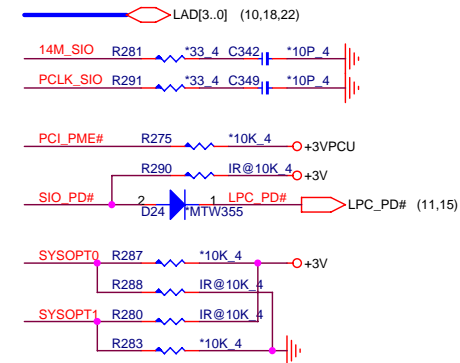 LAD[3..0] (10,18,22)
14M_SIO R281 *33_4 C342 *10P_4
PCLK_SIO R291 *33_4 C349 *10P_4
PCI_PME# R275 *10K_4 +3VPCU
R290 IR@10K_4 +3V
SIO_PD# 2 1 LPC_PD# LPC_PD# (11,15)
D24 *MTW355
SYSOPT0 R287 *10K_4 +3V
R288 IR@10K_4
SYSOPT1 R280 IR@10K_4
R283 *10K_4